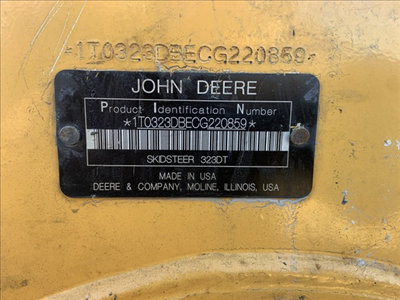 -1T0323DBECG220859-
JOHN DEERE
Product Identification Number
*1T0323DBECG220859*
SKIDSTEER 323DT
MADE IN USA
DEERE & COMPANY, MOLINE, ILLINOIS, USA